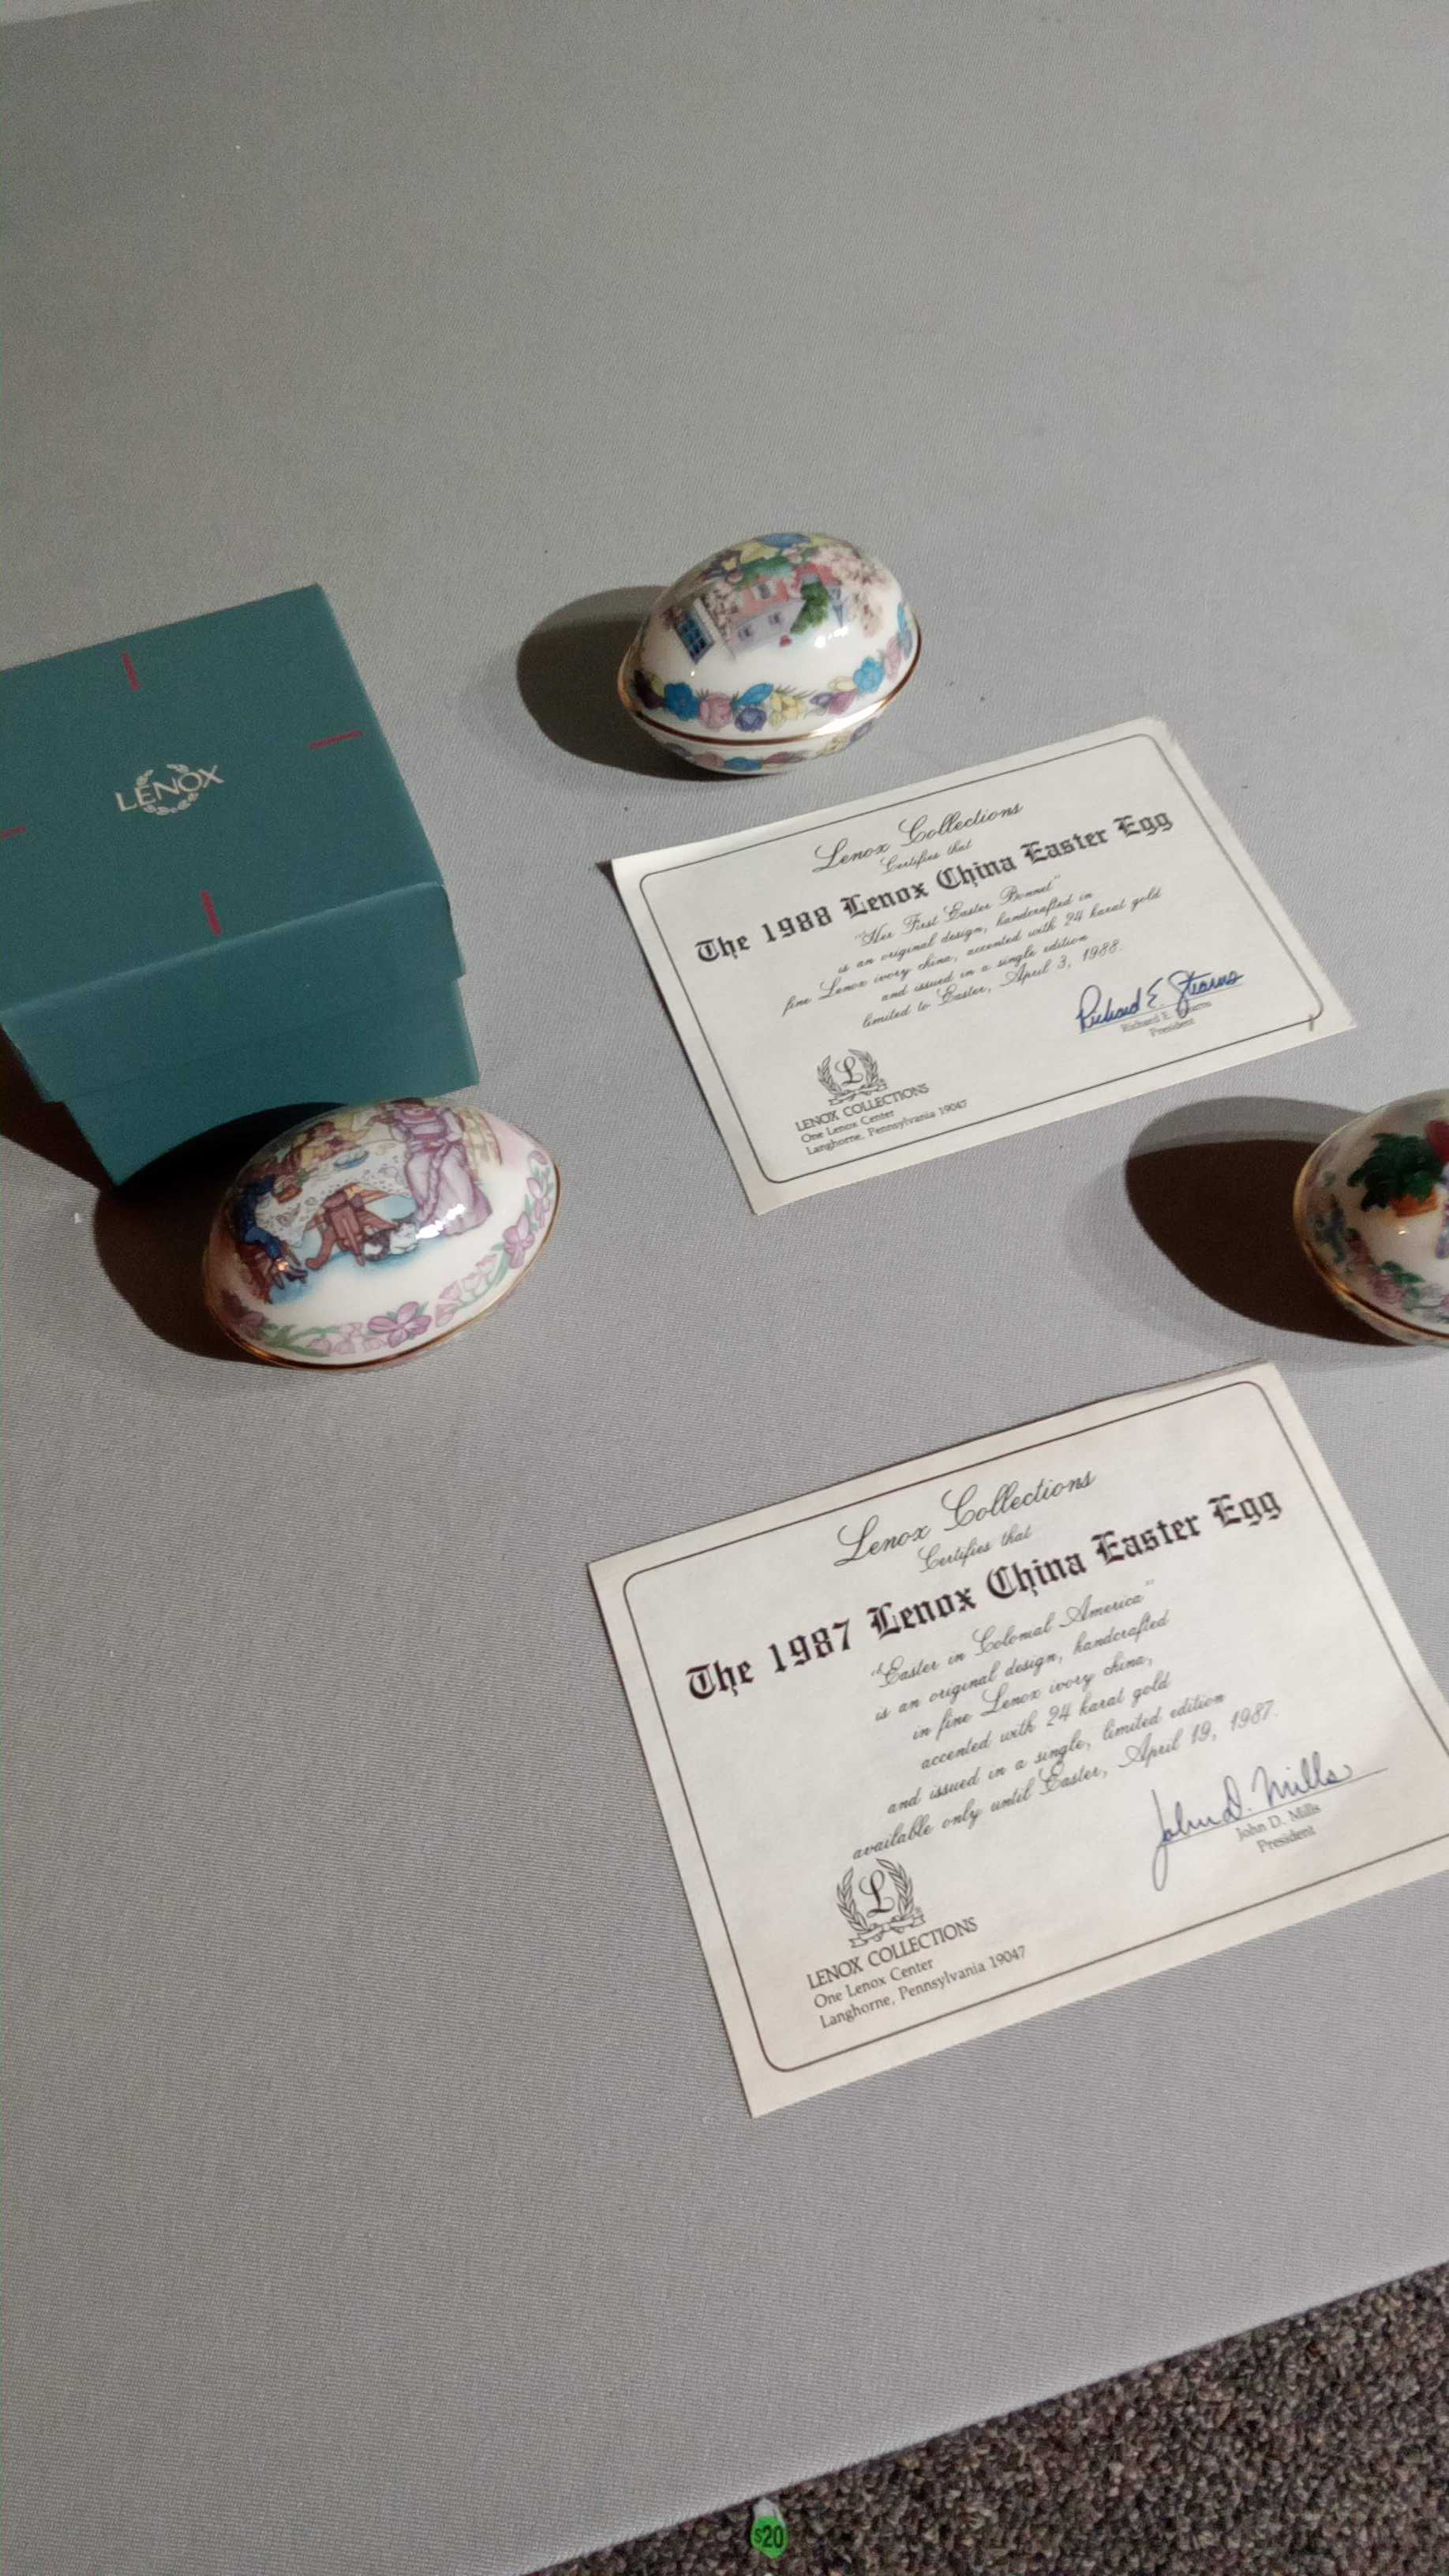 LENOX
Lenox Collections
Certifies that
The 1988 Lenox China Easter Egg
"Her First Easter Bonnet"
is an original design, handcrafted in
fine Lenox ivory china, accented with 24 karat gold
and issued in a single edition
limited to Easter, April 3, 1988.
Richard E. Stearns
Richard E. Stearns
President
L
LENOX COLLECTIONS
One Lenox Center
Langhorne, Pennsylvania 19047
Lenox Collections
Certifies that
The 1987 Lenox China Easter Egg
"Easter in Colonial America"
is an original design, handcrafted
in fine Lenox ivory china,
accented with 24 karat gold
and issued in a single, limited edition
available only until Easter, April 19, 1987.
John D. Mills
John D. Mills
President
L
LENOX COLLECTIONS
One Lenox Center
Langhorne, Pennsylvania 19047
$20